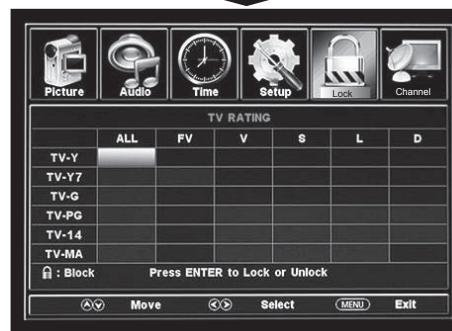 Picture Audio Time Setup Lock Channel
TV RATING
ALL FV V S L D
TV-Y
TV-Y7
TV-G
TV-PG
TV-14
TV-MA
: Block Press ENTER to Lock or Unlock
Move Select MENU Exit